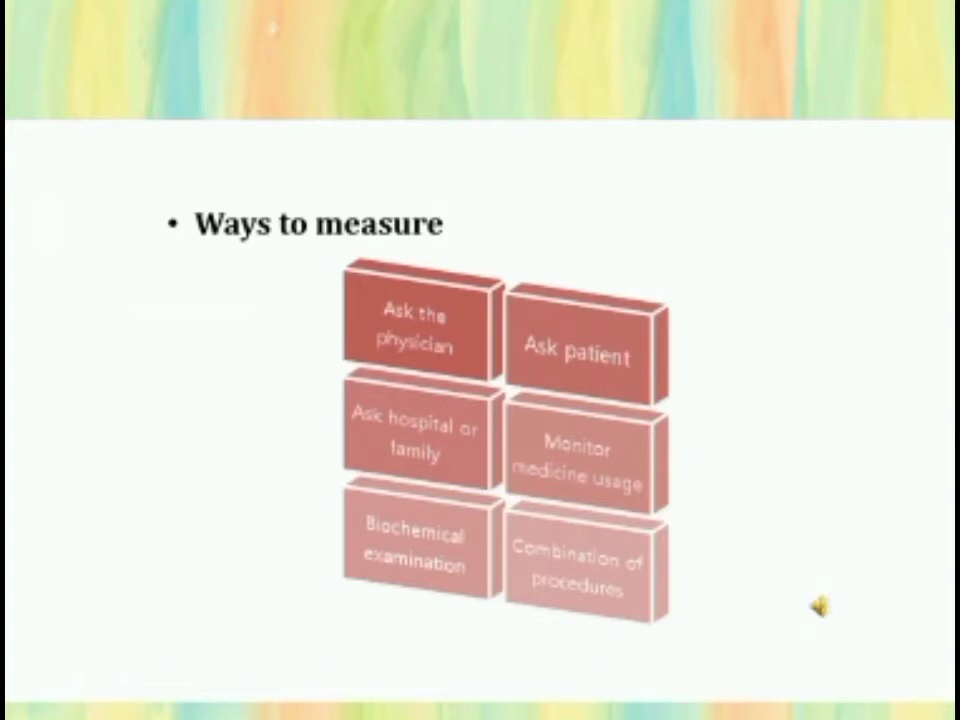 • Ways to measure
Ask the
physician
Ask patient
Ask hospital or
family
Monitor
medicine usage
Biochemical
examination
Combination of
procedures